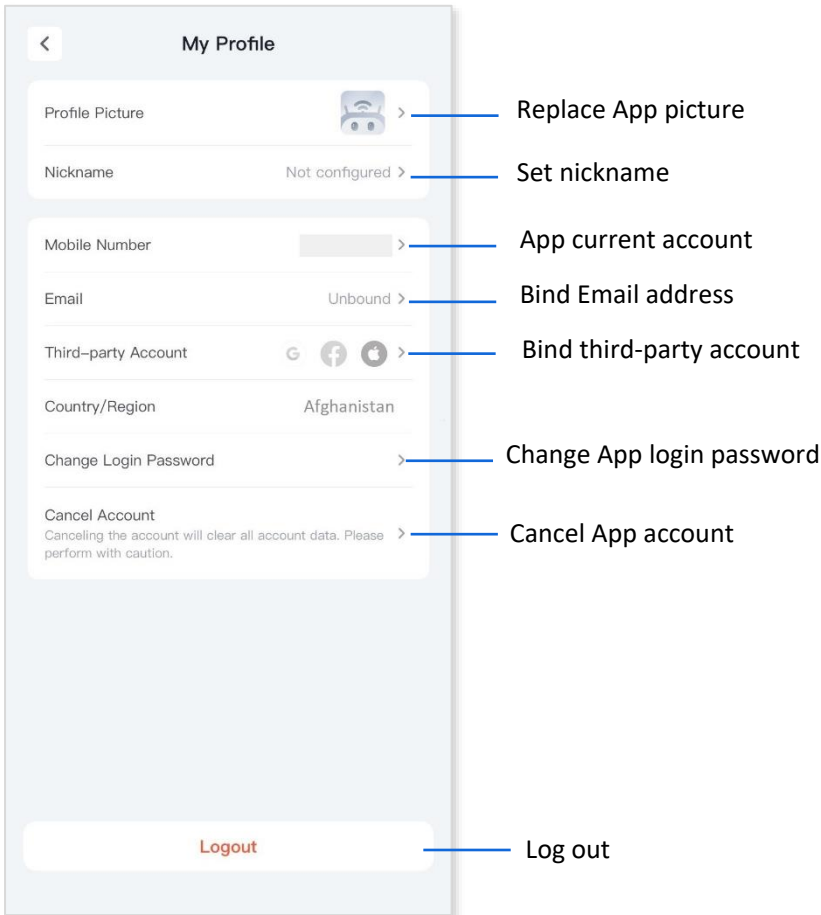 My Profile
Profile Picture
Replace App picture
Nickname Not configured
Set nickname
Mobile Number
App current account
Email Unbound
Bind Email address
Third-party Account
Bind third-party account
Country/Region Afghanistan
Change Login Password
Change App login password
Cancel Account
Canceling the account will clear all account data. Please
perform with caution.
Cancel App account
Logout
Log out